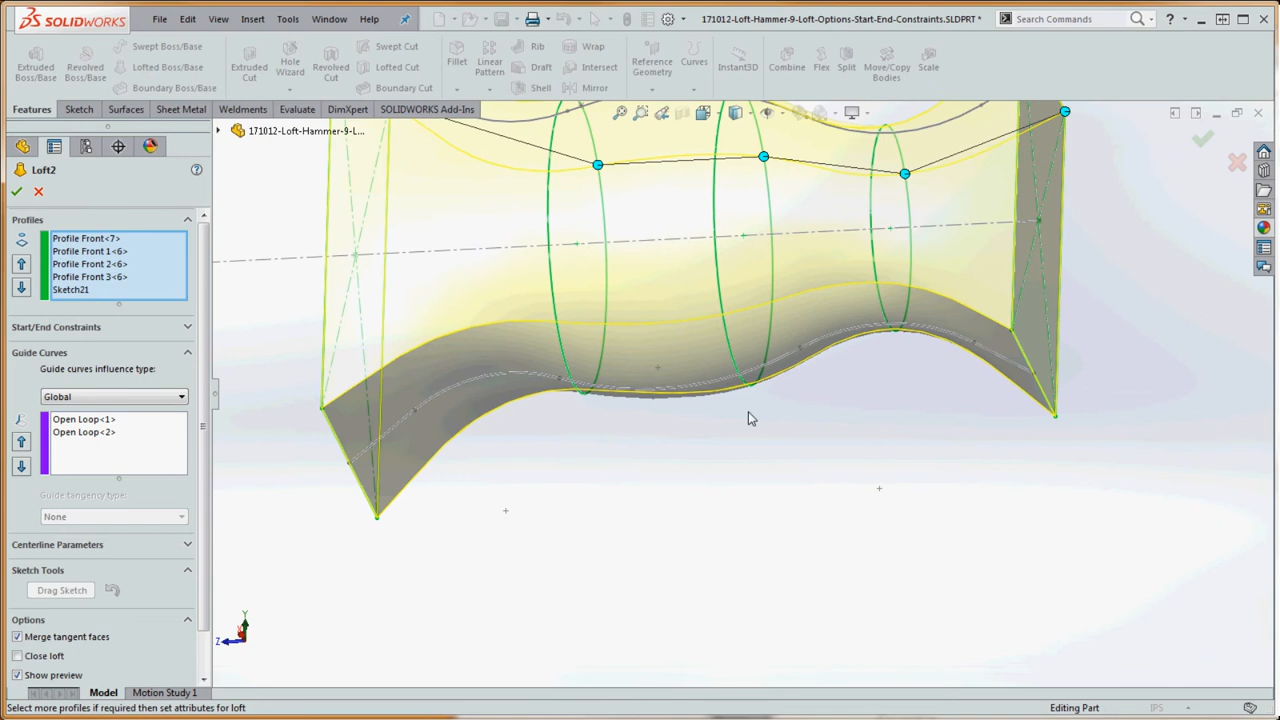 SOLIDWORKS
File Edit View Insert Tools Window Help
171012-Loft-Hammer-9-Loft-Options-Start-End-Constraints.SLDPRT *
Search Commands
?
Extruded Boss/Base
Revolved Boss/Base
Swept Boss/Base
Lofted Boss/Base
Boundary Boss/Base
Extruded Cut
Hole Wizard
Revolved Cut
Swept Cut
Lofted Cut
Boundary Cut
Fillet
Linear Pattern
Rib
Draft
Shell
Wrap
Intersect
Mirror
Reference Geometry
Curves
Instant3D
Combine
Flex
Split
Move/Copy Bodies
Scale
Features Sketch Surfaces Sheet Metal Weldments Evaluate DimXpert SOLIDWORKS Add-Ins
171012-Loft-Hammer-9-L...
Loft2
Profiles
Profile Front<7>
Profile Front 1<6>
Profile Front 2<6>
Profile Front 3<6>
Sketch21
Start/End Constraints
Guide Curves
Guide curves influence type:
Global
Open Loop<1>
Open Loop<2>
Guide tangency type:
None
Centerline Parameters
Sketch Tools
Drag Sketch
Options
Merge tangent faces
Close loft
Show preview
Y
Z
Model Motion Study 1
Select more profiles if required then set attributes for loft
Editing Part
IPS